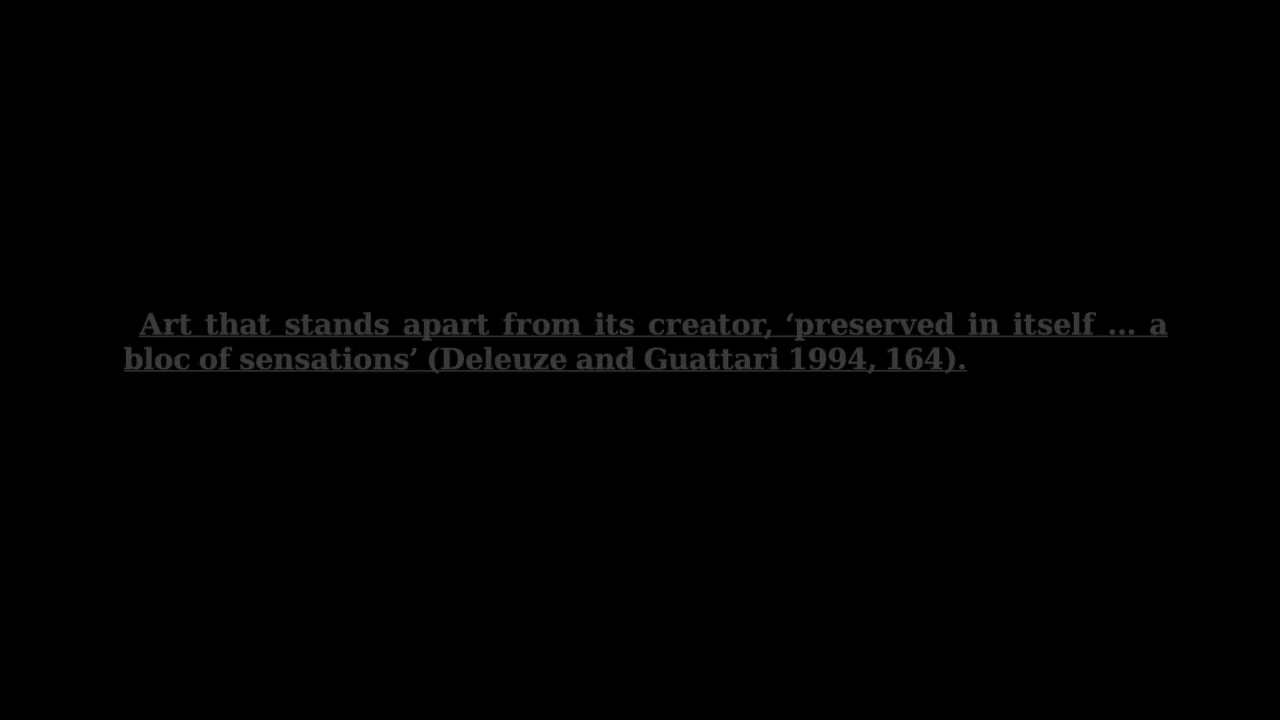 Art that stands apart from its creator, ‘preserved in itself ... a
bloc of sensations’ (Deleuze and Guattari 1994, 164).